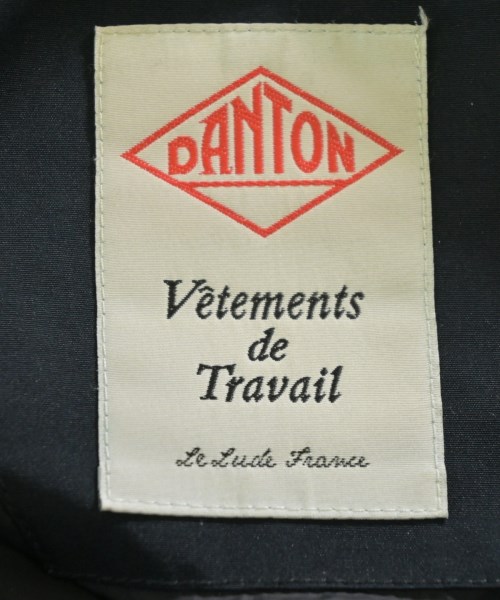 DANTON
Vêtements
de
Travail
Le Lude France